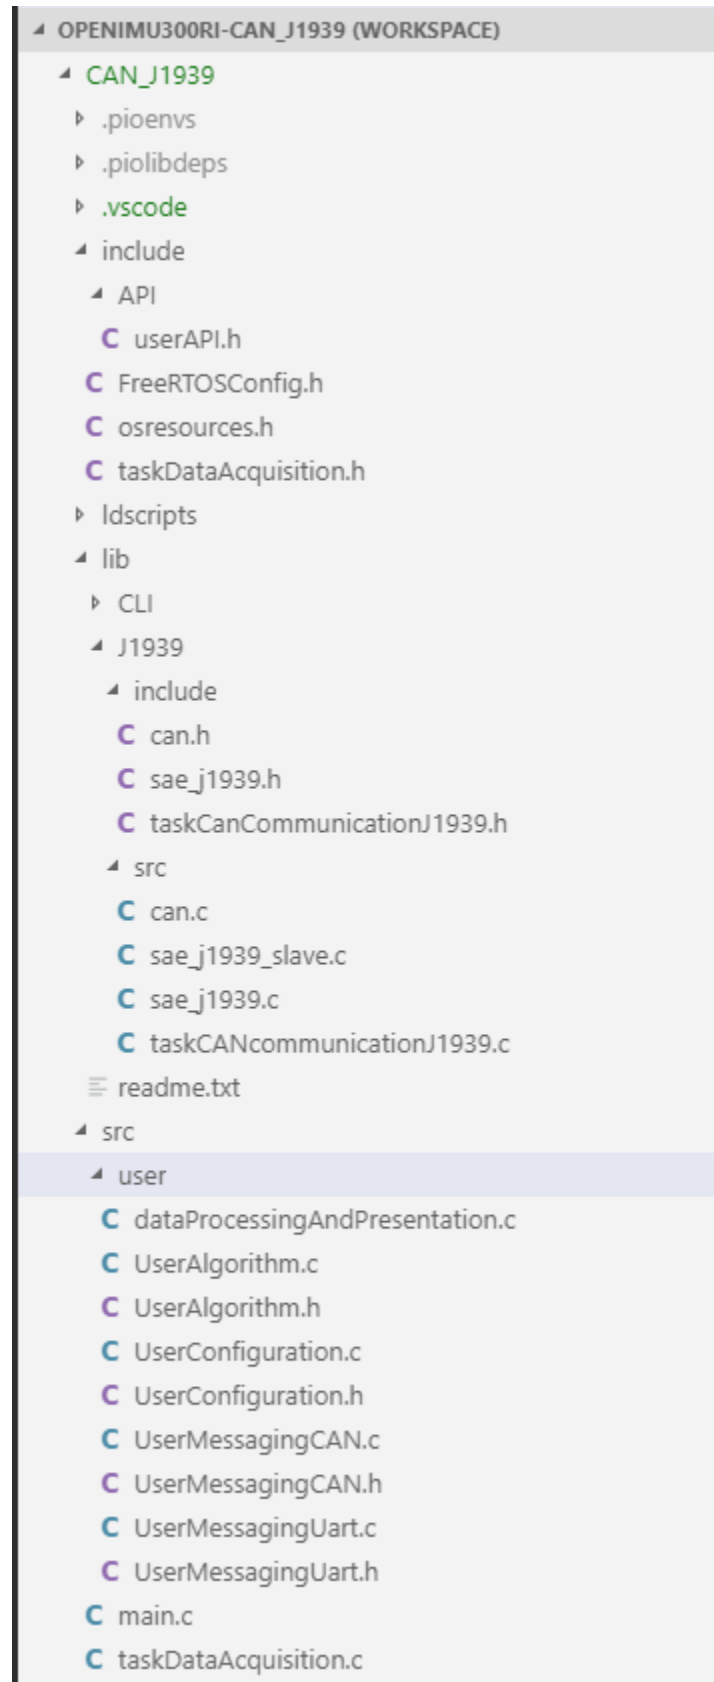 OPENIMU300RI-CAN_J1939 (WORKSPACE)
CAN_J1939
.pioenvs
.piolibdeps
.vscode
include
API
C userAPI.h
C FreeRTOSConfig.h
C osresources.h
C taskDataAcquisition.h
ldscripts
lib
CLI
J1939
include
C can.h
C sae_j1939.h
C taskCanCommunicationJ1939.h
src
C can.c
C sae_j1939_slave.c
C sae_j1939.c
C taskCANcommunicationJ1939.c
readme.txt
src
user
C dataProcessingAndPresentation.c
C UserAlgorithm.c
C UserAlgorithm.h
C UserConfiguration.c
C UserConfiguration.h
C UserMessagingCAN.c
C UserMessagingCAN.h
C UserMessagingUart.c
C UserMessagingUart.h
C main.c
C taskDataAcquisition.c